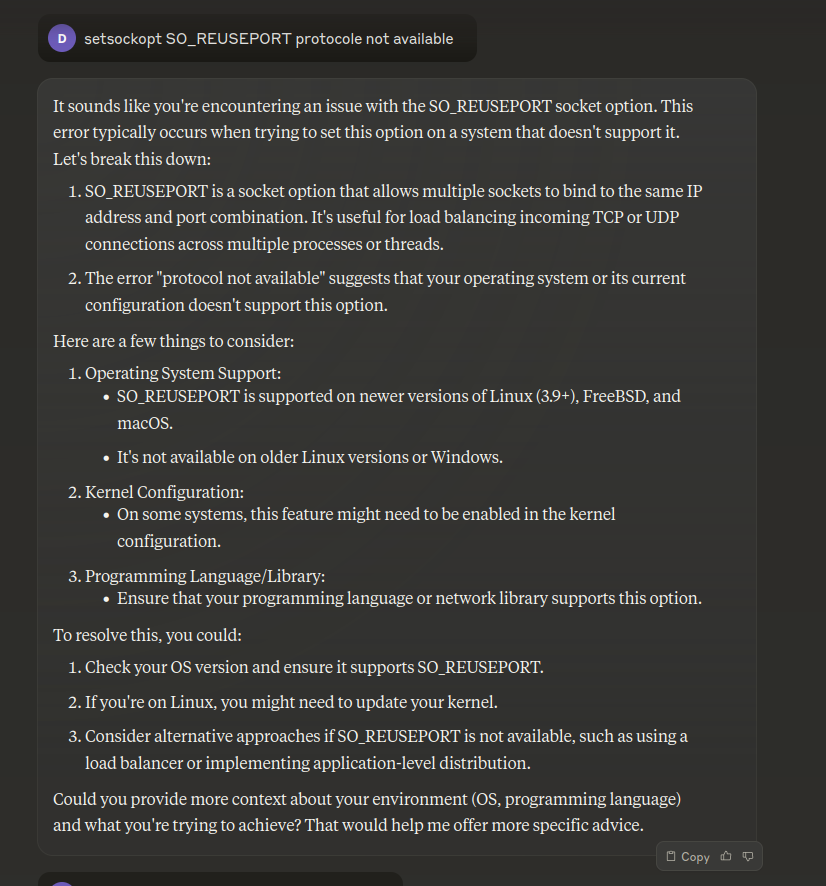 D
setsockopt SO_REUSEPORT protocole not available
It sounds like you're encountering an issue with the SO_REUSEPORT socket option. This
error typically occurs when trying to set this option on a system that doesn't support it.
Let's break this down:
1. SO_REUSEPORT is a socket option that allows multiple sockets to bind to the same IP
address and port combination. It's useful for load balancing incoming TCP or UDP
connections across multiple processes or threads.
2. The error "protocol not available" suggests that your operating system or its current
configuration doesn't support this option.
Here are a few things to consider:
1. Operating System Support:
• SO_REUSEPORT is supported on newer versions of Linux (3.9+), FreeBSD, and
macOS.
• It's not available on older Linux versions or Windows.
2. Kernel Configuration:
• On some systems, this feature might need to be enabled in the kernel
configuration.
3. Programming Language/Library:
• Ensure that your programming language or network library supports this option.
To resolve this, you could:
1. Check your OS version and ensure it supports SO_REUSEPORT.
2. If you're on Linux, you might need to update your kernel.
3. Consider alternative approaches if SO_REUSEPORT is not available, such as using a
load balancer or implementing application-level distribution.
Could you provide more context about your environment (OS, programming language)
and what you're trying to achieve? That would help me offer more specific advice.
Copy